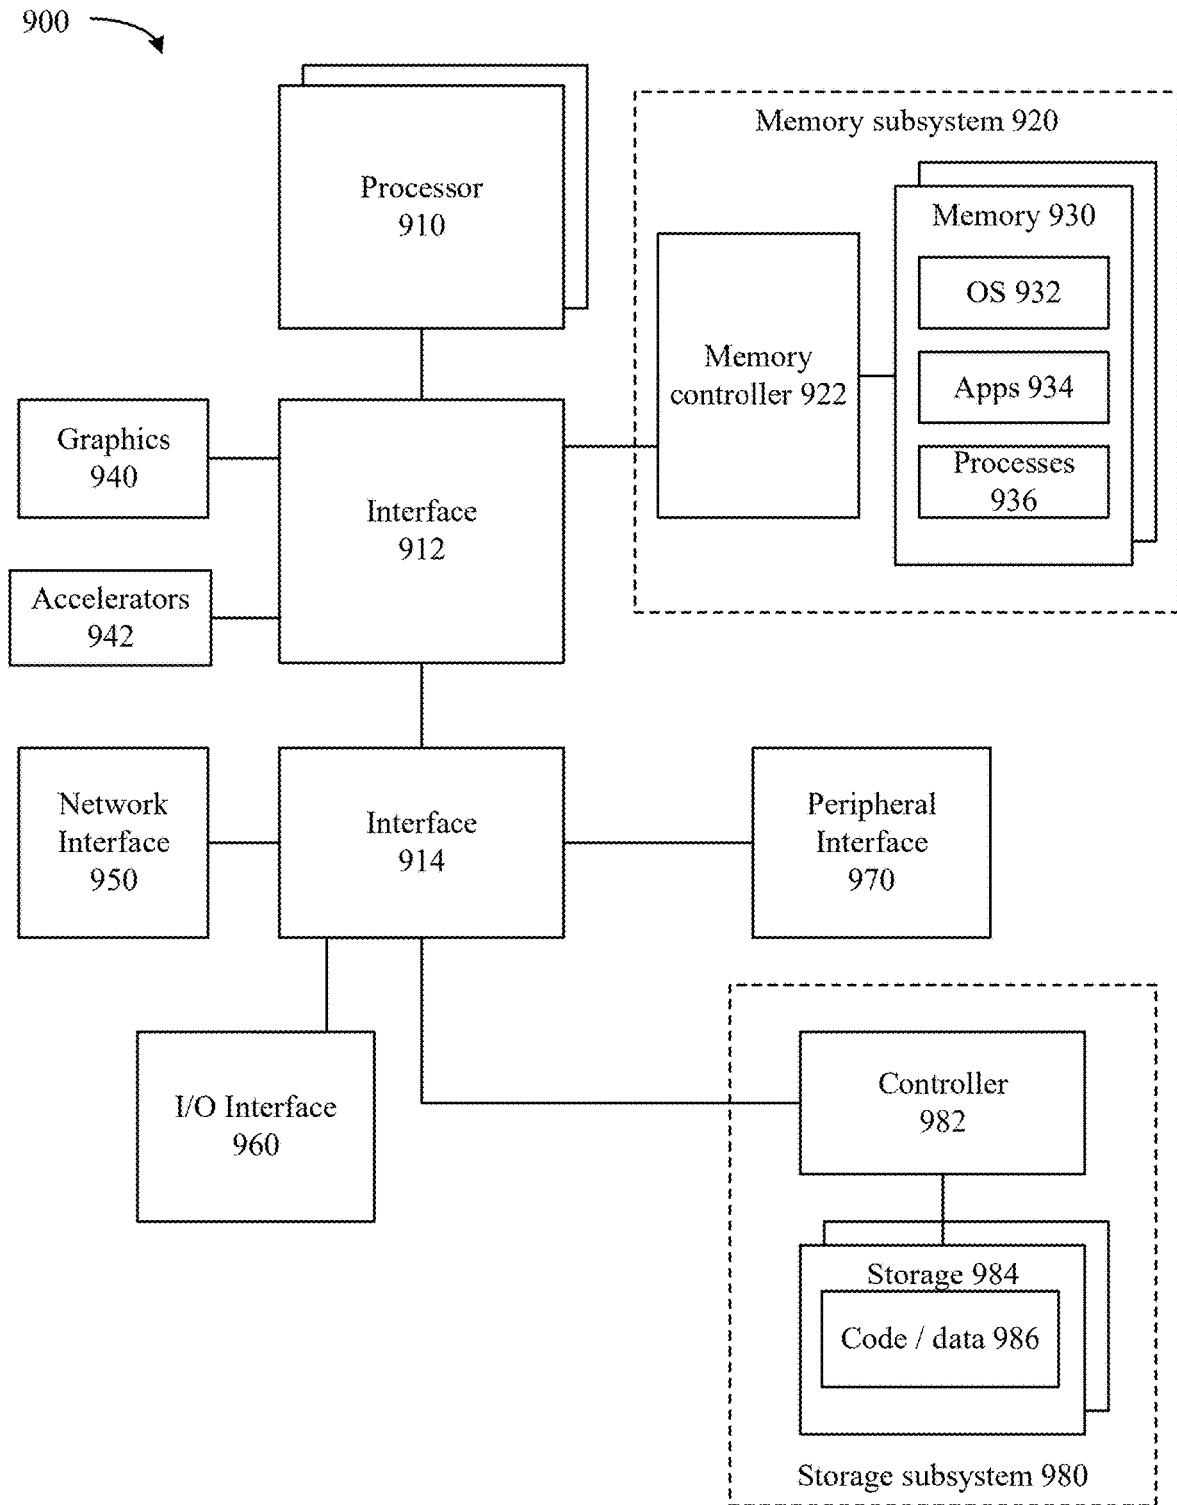 900
Processor
910
Memory subsystem 920
Memory 930
OS 932
Apps 934
Processes
936
Memory
controller 922
Graphics
940
Interface
912
Accelerators
942
Network
Interface
950
Interface
914
Peripheral
Interface
970
I/O Interface
960
Controller
982
Storage 984
Code / data 986
Storage subsystem 980